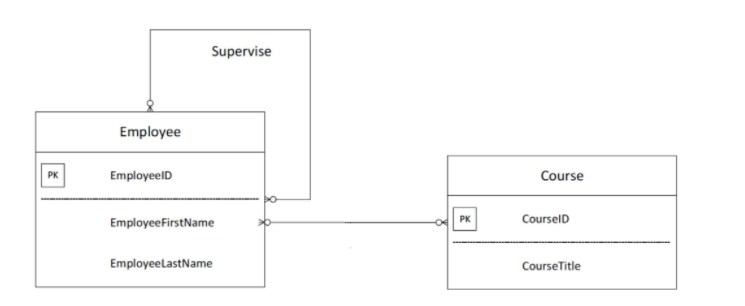 Supervise
Employee
PK EmployeeID
EmployeeFirstName
EmployeeLastName
Course
PK CourseID
CourseTitle